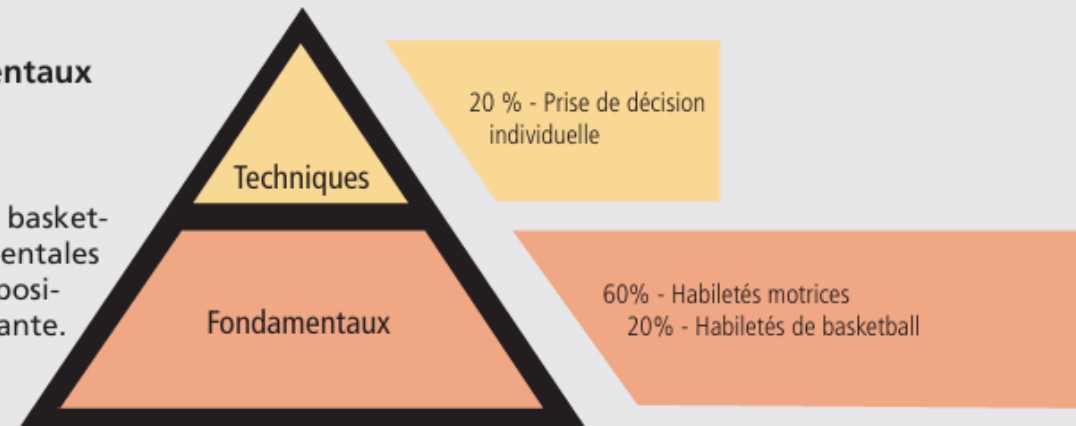 entaux
basket-
entales
posi-
ante.
Techniques
Fondamentaux
20 % - Prise de décision
individuelle
60% - Habiletés motrices
20% - Habiletés de basketball